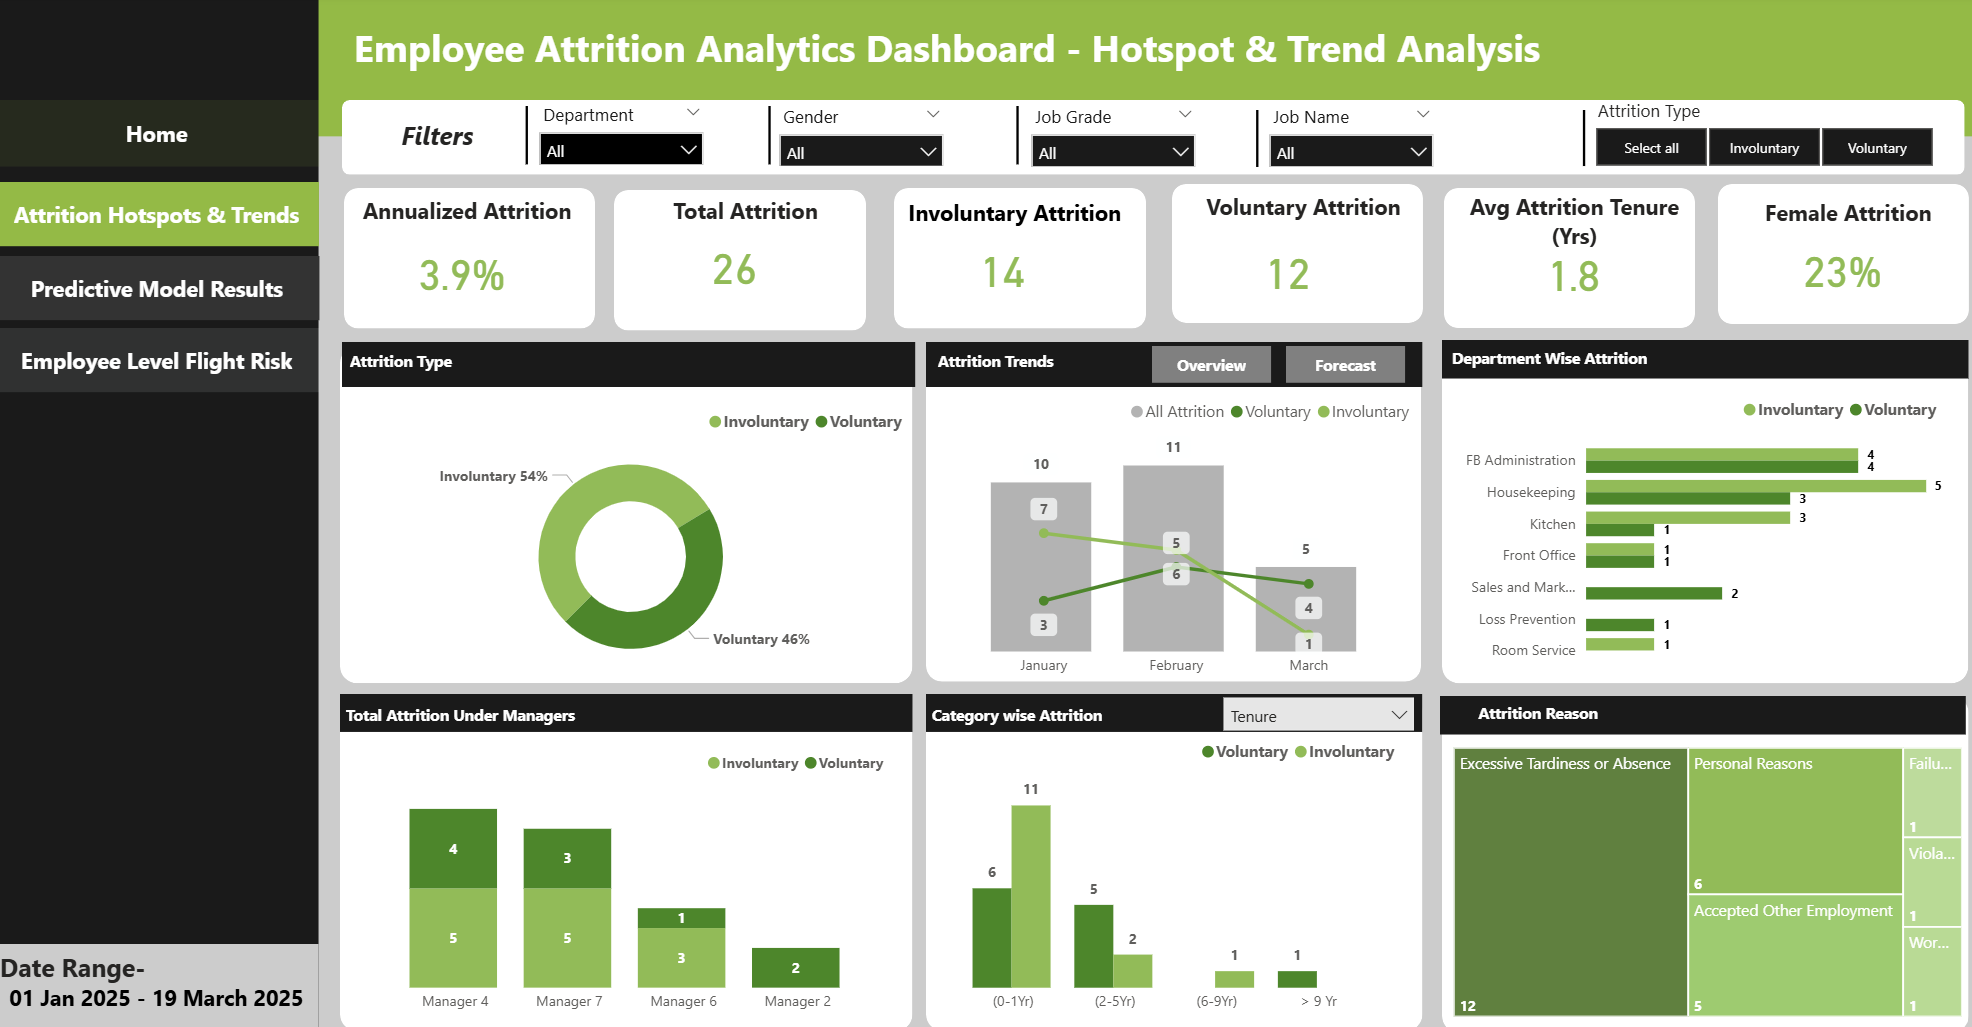 Employee Attrition Analytics Dashboard - Hotspot & Trend Analysis
Home
Attrition Hotspots & Trends
Predictive Model Results
Employee Level Flight Risk
Date Range-
01 Jan 2025 - 19 March 2025
Filters
Department
All
Gender
All
Job Grade
All
Job Name
All
Attrition Type
Select all
Involuntary
Voluntary
Annualized Attrition
3.9%
Total Attrition
26
Involuntary Attrition
14
Voluntary Attrition
12
Avg Attrition Tenure
(Yrs)
1.8
Female Attrition
23%
Attrition Type
Involuntary Voluntary
Involuntary 54%
Voluntary 46%
Attrition Trends
Overview
Forecast
All Attrition Voluntary Involuntary
10
11
5
7
5
6
3
4
1
January
February
March
Department Wise Attrition
Involuntary Voluntary
FB Administration
4
4
Housekeeping
5
3
Kitchen
3
1
Front Office
1
1
Sales and Mark...
2
Loss Prevention
1
Room Service
1
Total Attrition Under Managers
Involuntary Voluntary
4
5
3
5
1
3
2
Manager 4
Manager 7
Manager 6
Manager 2
Category wise Attrition
Tenure
Voluntary Involuntary
6
11
5
2
1
1
(0-1Yr)
(2-5Yr)
(6-9Yr)
> 9 Yr
Attrition Reason
Excessive Tardiness or Absence
12
Personal Reasons
6
Accepted Other Employment
5
Failu...
1
Viola...
1
Wor...
1